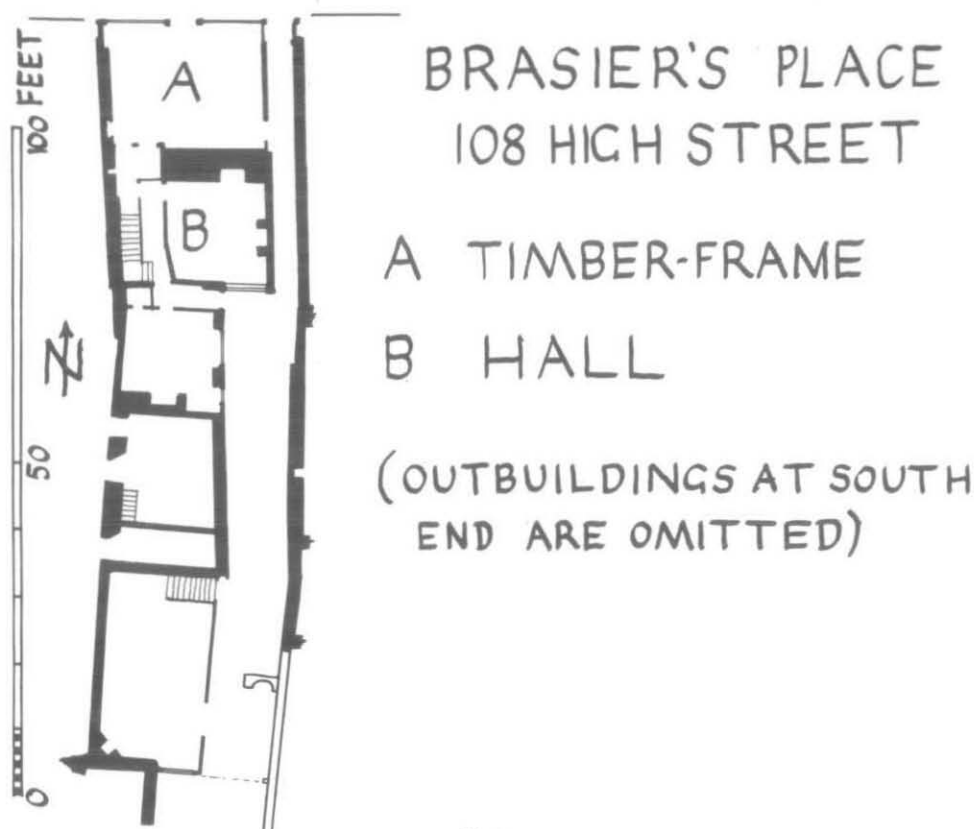 BRASIER'S PLACE
108 HIGH STREET
A TIMBER-FRAME
B HALL
(OUTBUILDINGS AT SOUTH
END ARE OMITTED)
A
B
N
100 FEET
50
0